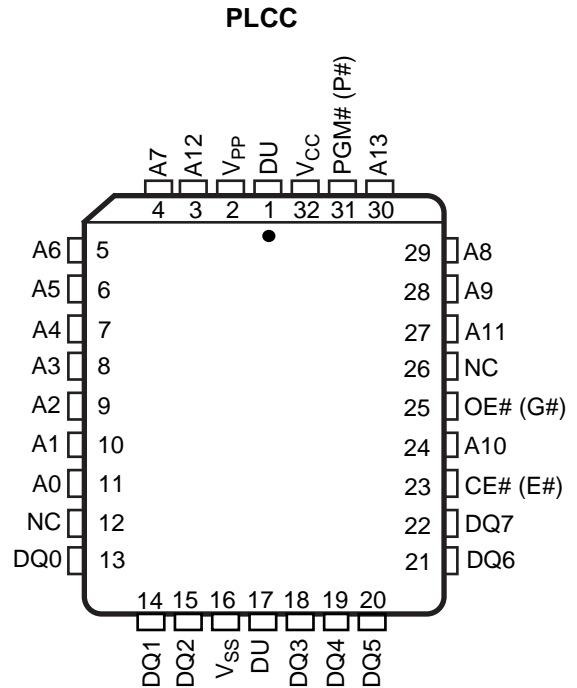 PLCC
A7 A12 VPP DU VCC PGM# (P#) A13
4 3 2 1 32 31 30
A6 5 29 A8
A5 6 28 A9
A4 7 27 A11
A3 8 26 NC
A2 9 25 OE# (G#)
A1 10 24 A10
A0 11 23 CE# (E#)
NC 12 22 DQ7
DQ0 13 21 DQ6
14 15 16 17 18 19 20
DQ1 DQ2 VSS DU DQ3 DQ4 DQ5